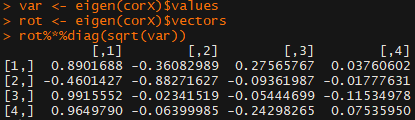 > var <- eigen(corX)$values
> rot <- eigen(corX)$vectors
> rot%*%diag(sqrt(var))
           [,1]        [,2]        [,3]        [,4]
[1,]  0.8901688 -0.36082989  0.27565767  0.03760602
[2,] -0.4601427 -0.88271627 -0.09361987 -0.01777631
[3,]  0.9915552 -0.02341519 -0.05444699 -0.11534978
[4,]  0.9649790 -0.06399985 -0.24298265  0.07535950